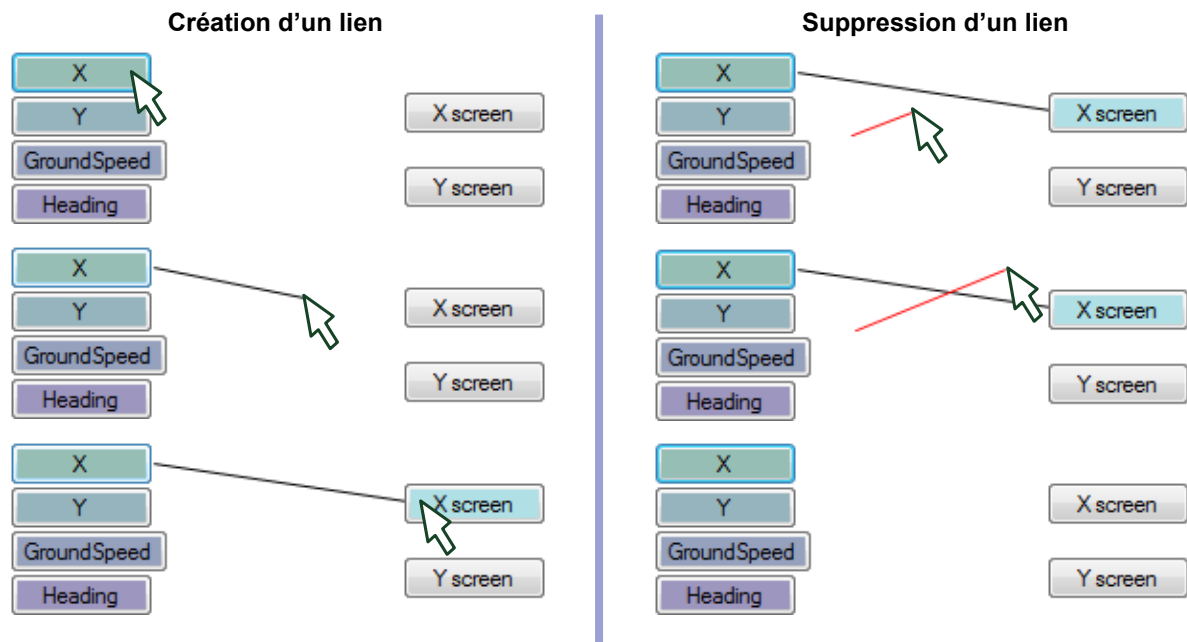 Création d’un lien
X
Y
GroundSpeed
Heading
X screen
Y screen
X
Y
GroundSpeed
Heading
X screen
Y screen
X
Y
GroundSpeed
Heading
X screen
Y screen
Suppression d’un lien
X
Y
GroundSpeed
Heading
X screen
Y screen
X
Y
GroundSpeed
Heading
X screen
Y screen
X
Y
GroundSpeed
Heading
X screen
Y screen